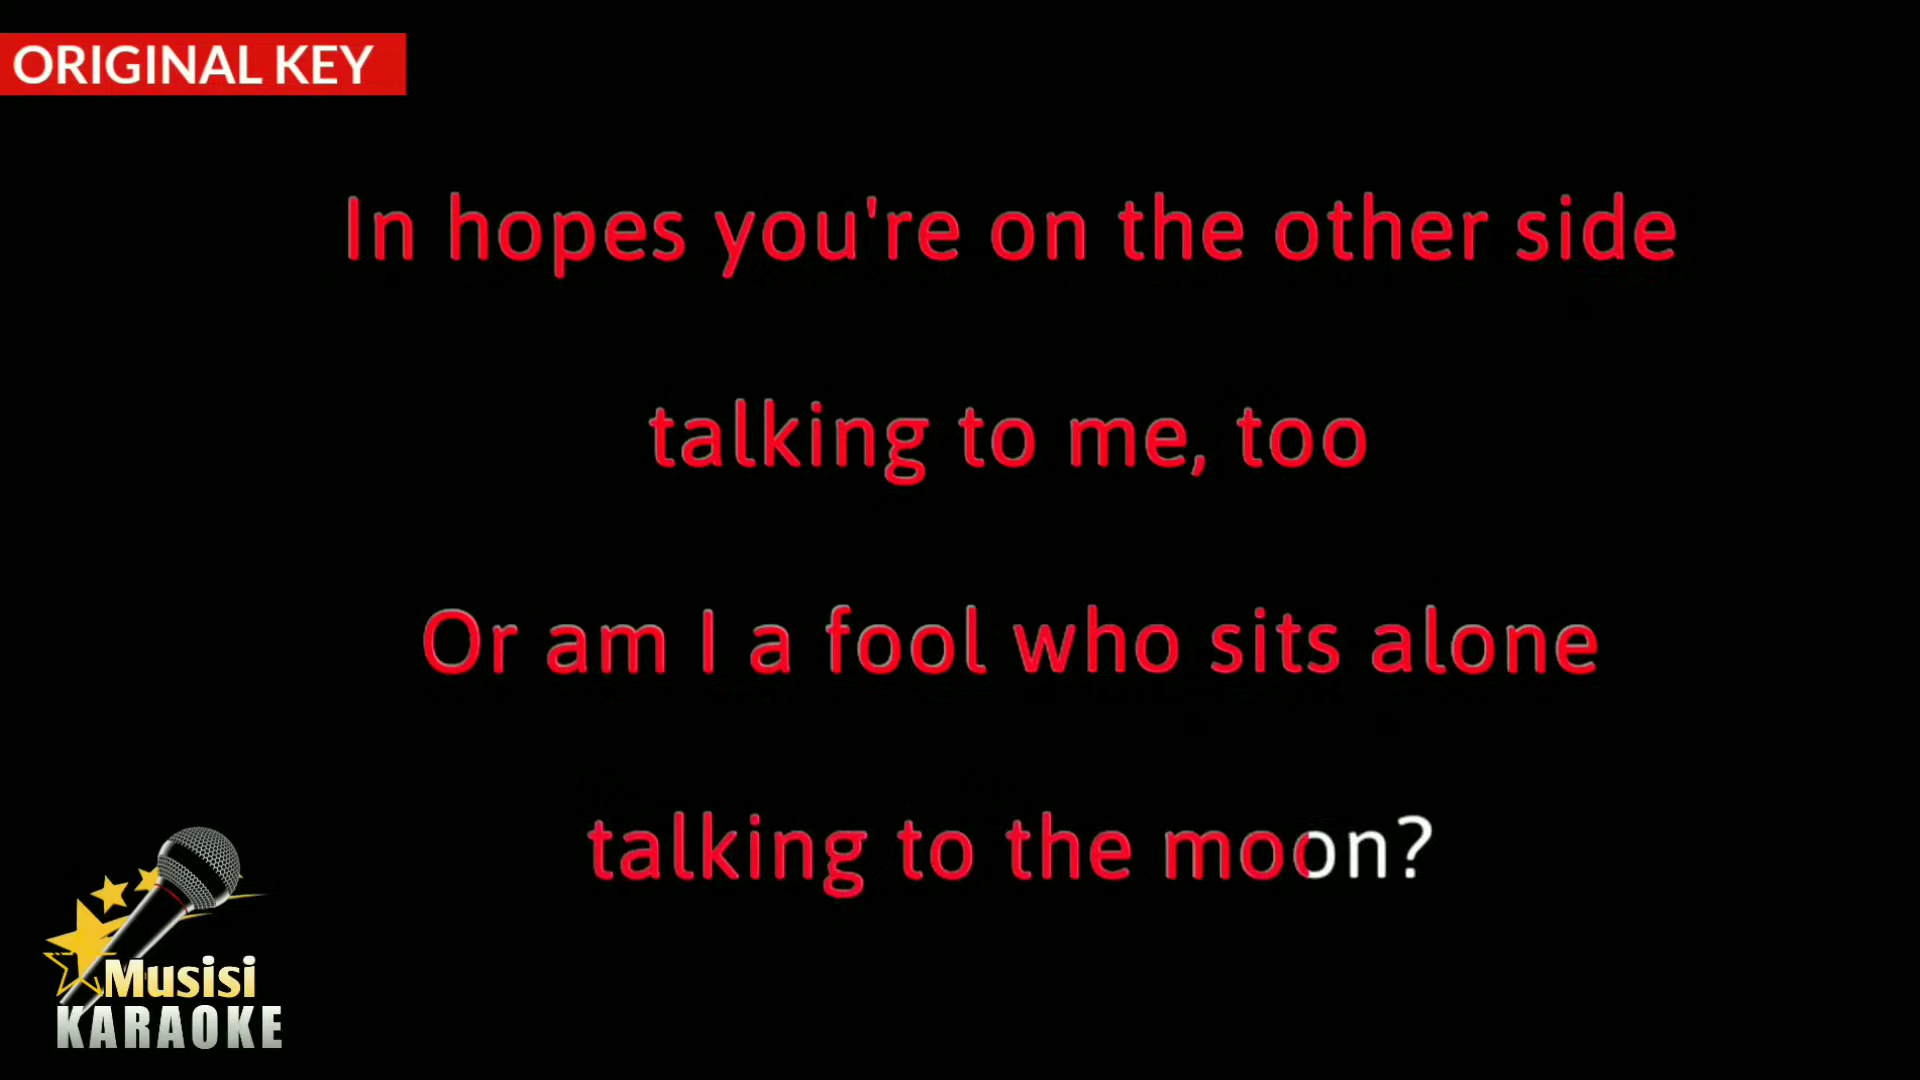 ORIGINAL KEY
In hopes you're on the other side
talking to me, too
Or am I a fool who sits alone
talking to the moon?
Musisi
KARAOKE